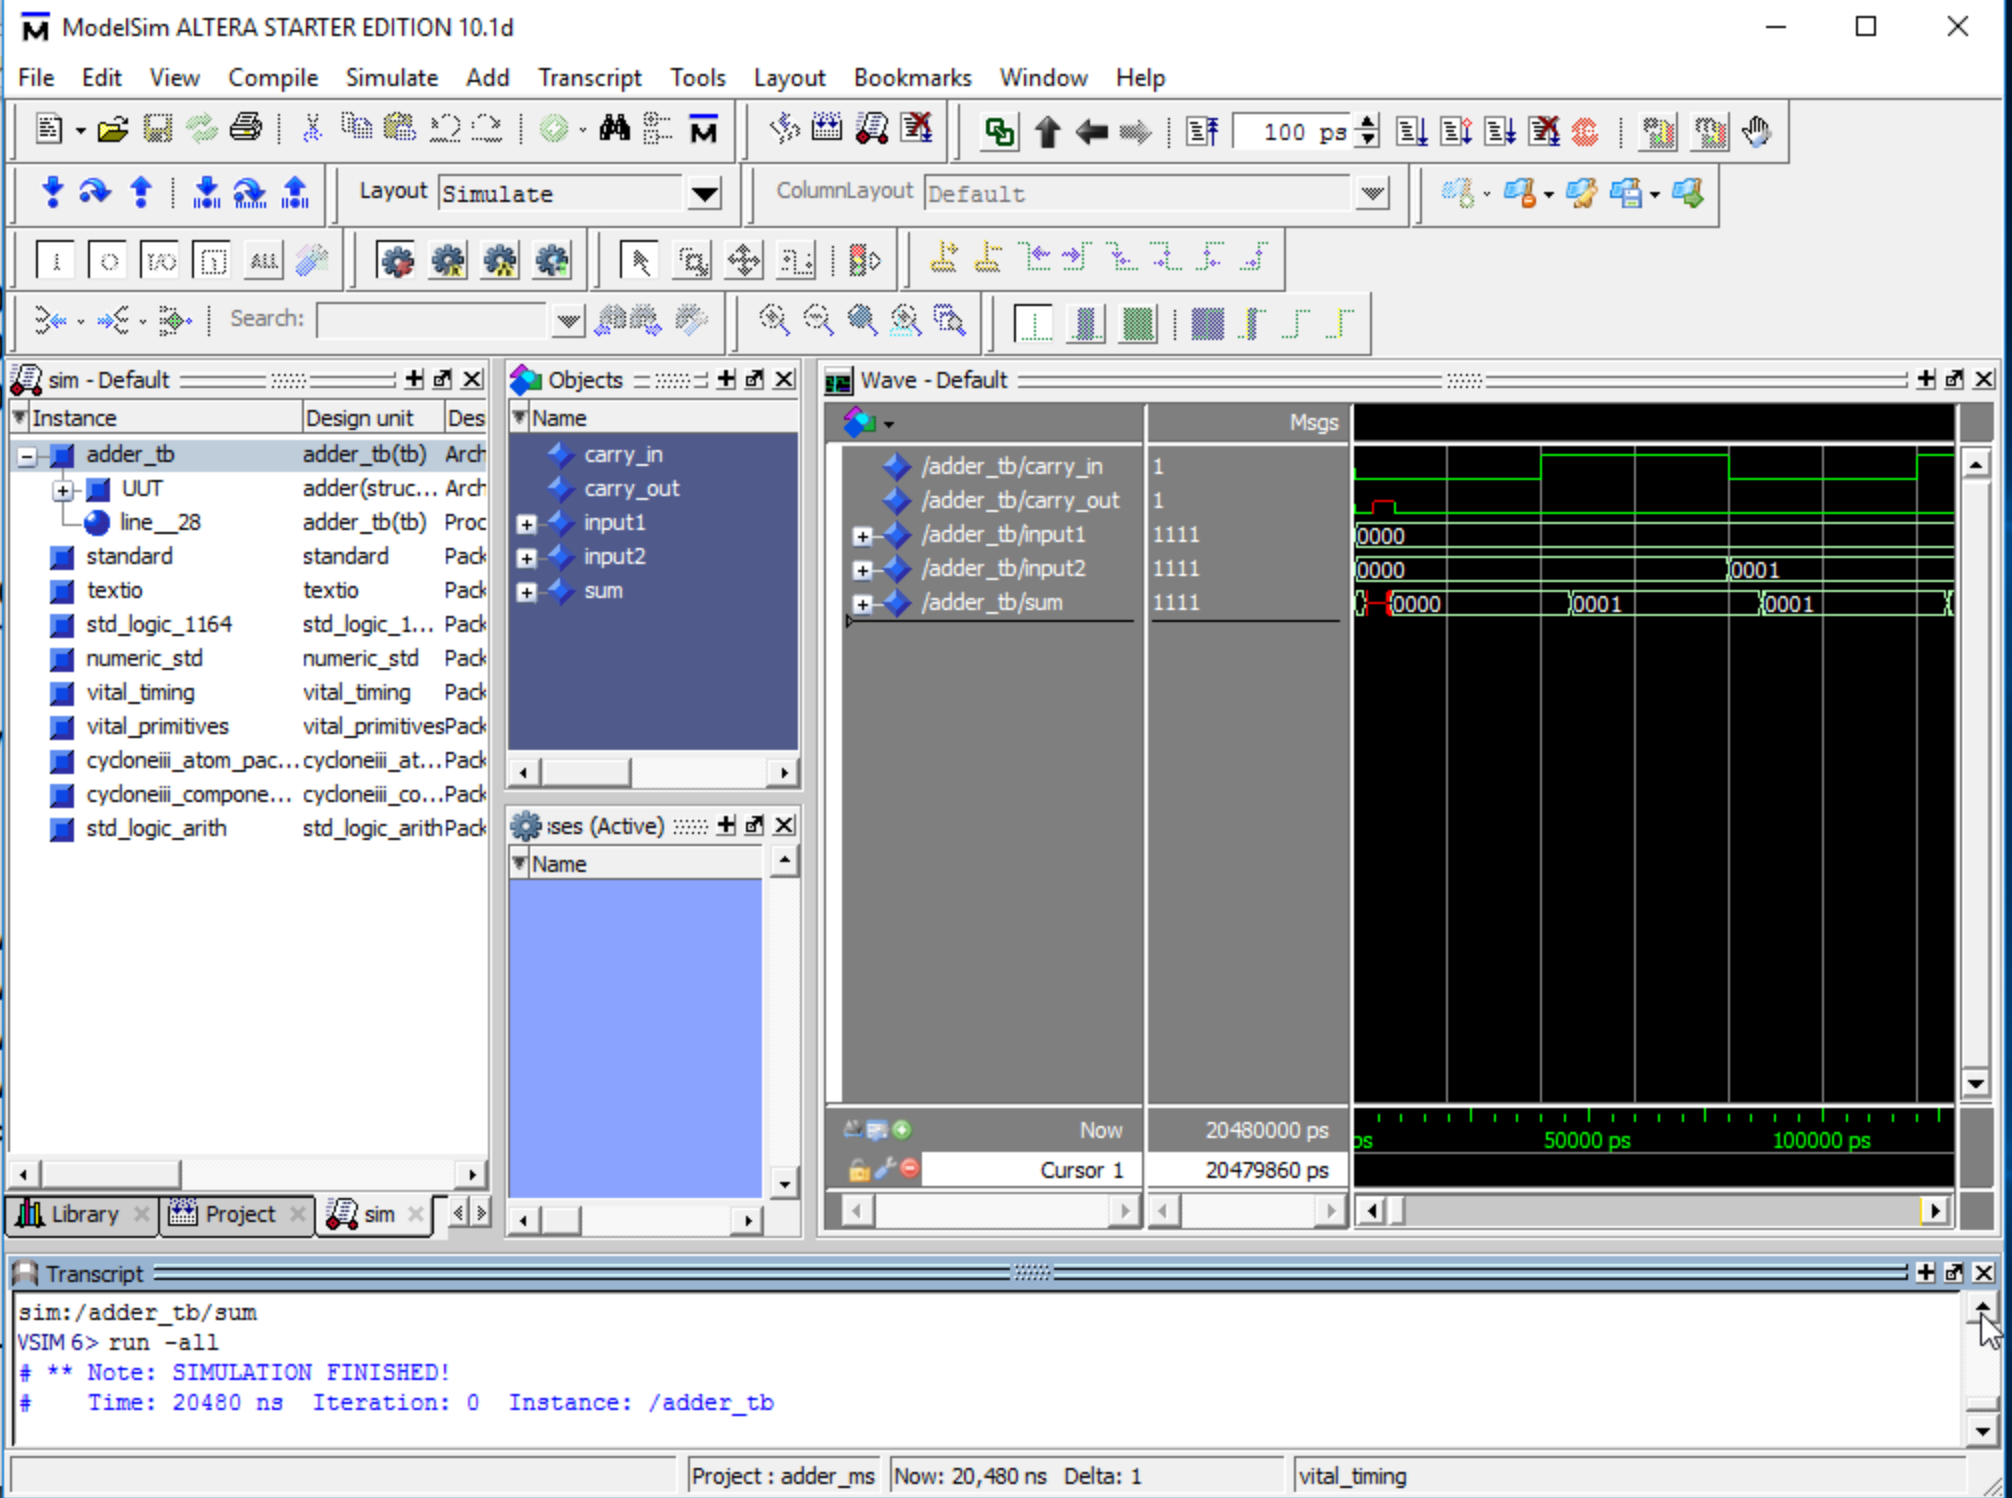 ModelSim ALTERA STARTER EDITION 10.1d
File Edit View Compile Simulate Add Transcript Tools Layout Bookmarks Window Help
100 ps
Layout Simulate ColumnLayout Default
I/O ALL
Search:
sim - Default
Instance Design unit Des
adder_tb adder_tb(tb) Arch
UUT adder(struc... Arch
line__28 adder_tb(tb) Proc
standard standard Pack
textio textio Pack
std_logic_1164 std_logic_1... Pack
numeric_std numeric_std Pack
vital_timing vital_timing Pack
vital_primitives vital_primitives Pack
cycloneiii_atom_pac... cycloneiii_at... Pack
cycloneiii_compone... cycloneiii_co... Pack
std_logic_arith std_logic_arith Pack
Library Project sim
Objects
Name
carry_in
carry_out
input1
input2
sum
sses (Active)
Name
Wave - Default
Msgs
/adder_tb/carry_in 1
/adder_tb/carry_out 1
/adder_tb/input1 1111 0000
/adder_tb/input2 1111 0000 0001
/adder_tb/sum 1111 0000 0001 0001
Now 20480000 ps ps 50000 ps 100000 ps
Cursor 1 20479860 ps
Transcript
sim:/adder_tb/sum
VSIM 6> run -all
# ** Note: SIMULATION FINISHED!
# Time: 20480 ns Iteration: 0 Instance: /adder_tb
Project : adder_ms Now: 20,480 ns Delta: 1 vital_timing